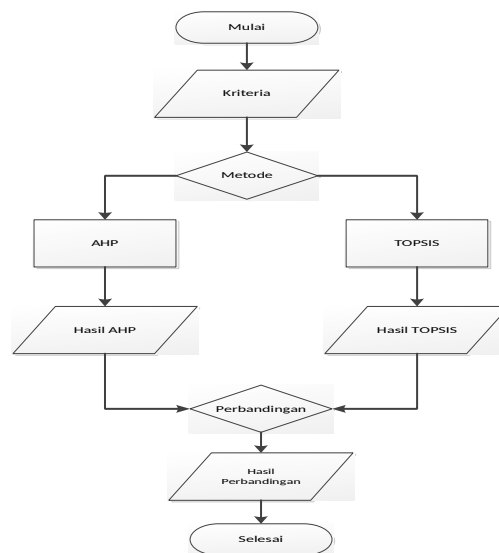 Mulai
Kriteria
Metode
AHP
TOPSIS
Hasil AHP
Hasil TOPSIS
Perbandingan
Hasil
Perbandingan
Selesai